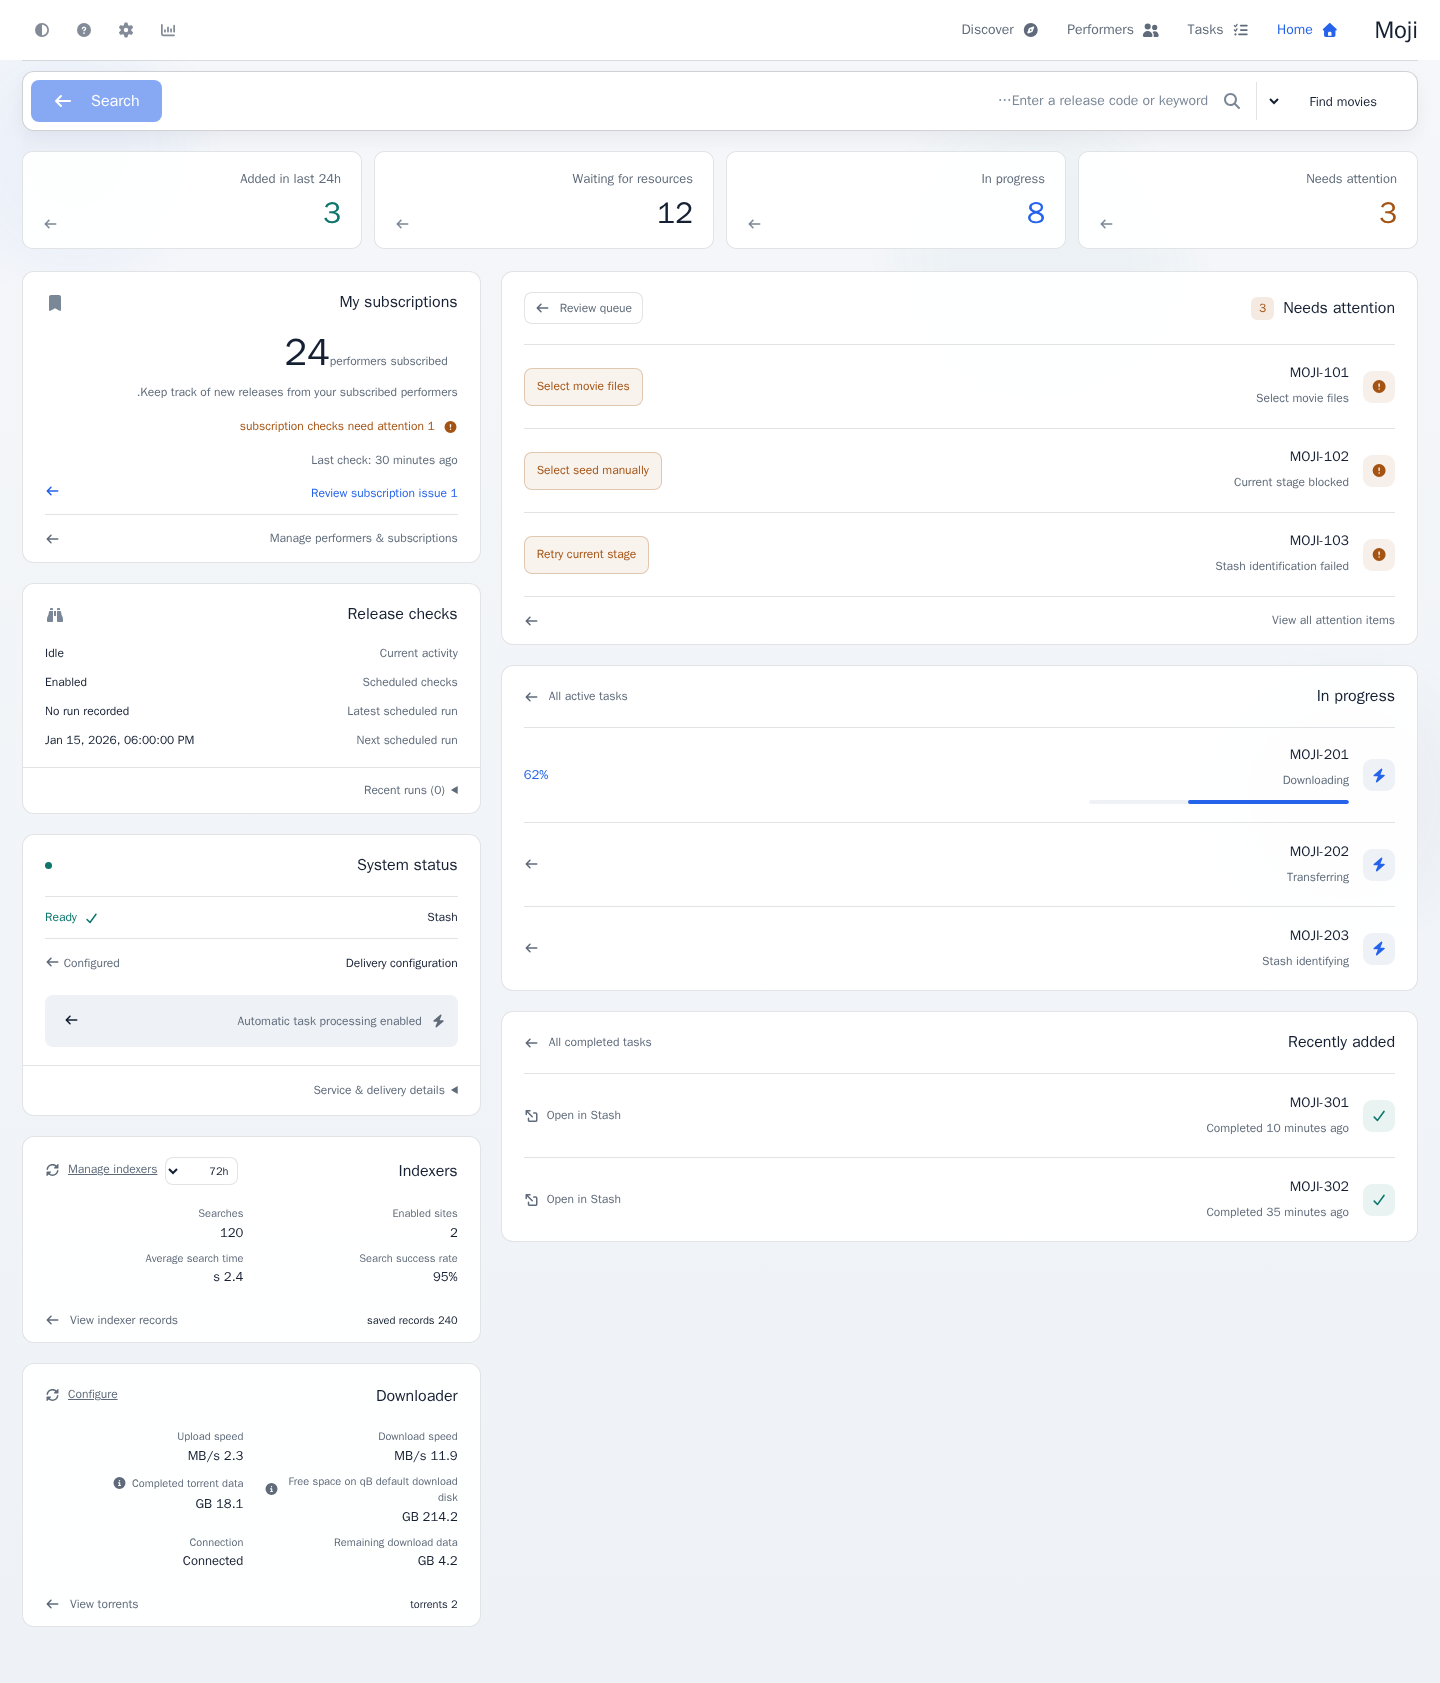 Moji
Home
Tasks
Performers
Discover
Find movies
…Enter a release code or keyword
Search
Needs attention
3
In progress
8
Waiting for resources
12
Added in last 24h
3
Needs attention
3
Review queue
MOJI-101
Select movie files
Select movie files
MOJI-102
Current stage blocked
Select seed manually
MOJI-103
Stash identification failed
Retry current stage
View all attention items
In progress
All active tasks
MOJI-201
Downloading
62%
MOJI-202
Transferring
MOJI-203
Stash identifying
Recently added
All completed tasks
MOJI-301
Completed 10 minutes ago
Open in Stash
MOJI-302
Completed 35 minutes ago
Open in Stash
My subscriptions
24 performers subscribed
.Keep track of new releases from your subscribed performers
subscription checks need attention 1
Last check: 30 minutes ago
Review subscription issue 1
Manage performers & subscriptions
Release checks
Current activity
Idle
Scheduled checks
Enabled
Latest scheduled run
No run recorded
Next scheduled run
Jan 15, 2026, 06:00:00 PM
Recent runs (0)
System status
Stash
Ready
Delivery configuration
Configured
Automatic task processing enabled
Service & delivery details
Indexers
72h
Manage indexers
Enabled sites
2
Searches
120
Search success rate
95%
Average search time
s 2.4
saved records 240
View indexer records
Downloader
Configure
Download speed
MB/s 11.9
Upload speed
MB/s 2.3
Free space on qB default download
disk
GB 214.2
Completed torrent data
GB 18.1
Remaining download data
GB 4.2
Connection
Connected
torrents 2
View torrents